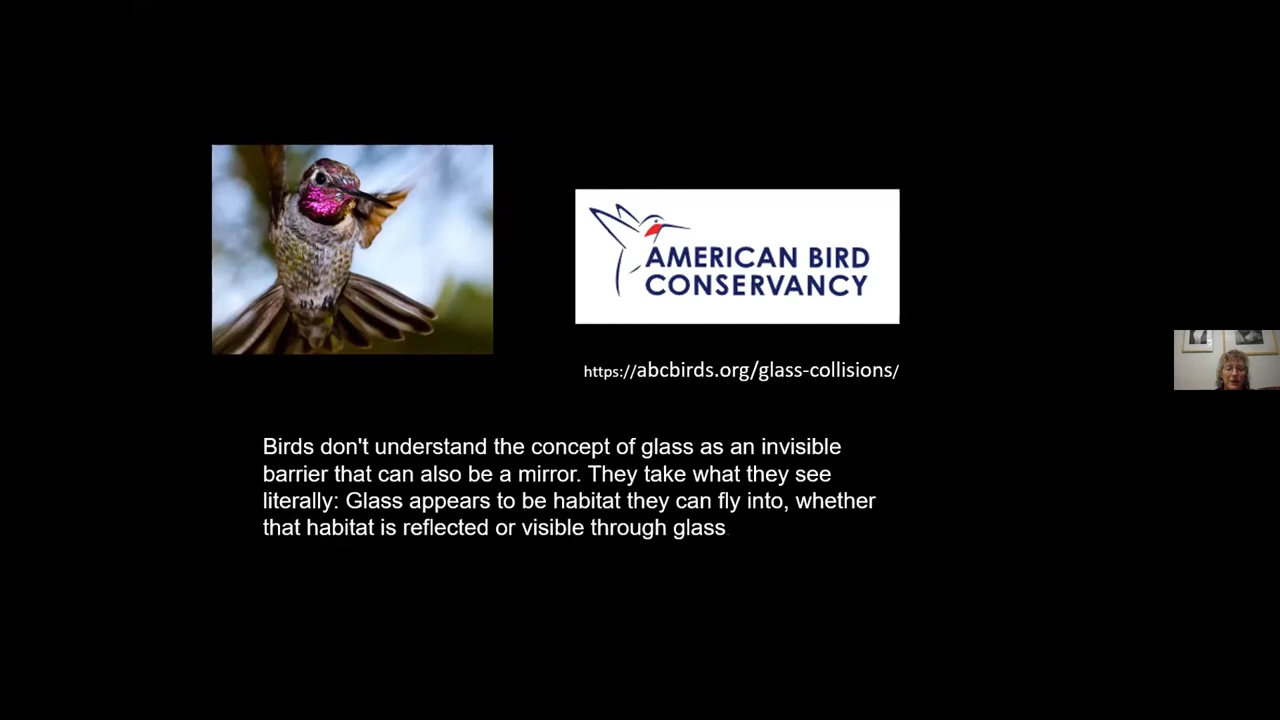 AMERICAN BIRD
CONSERVANCY
https://abcbirds.org/glass-collisions/
Birds don't understand the concept of glass as an invisible
barrier that can also be a mirror. They take what they see
literally: Glass appears to be habitat they can fly into, whether
that habitat is reflected or visible through glass.